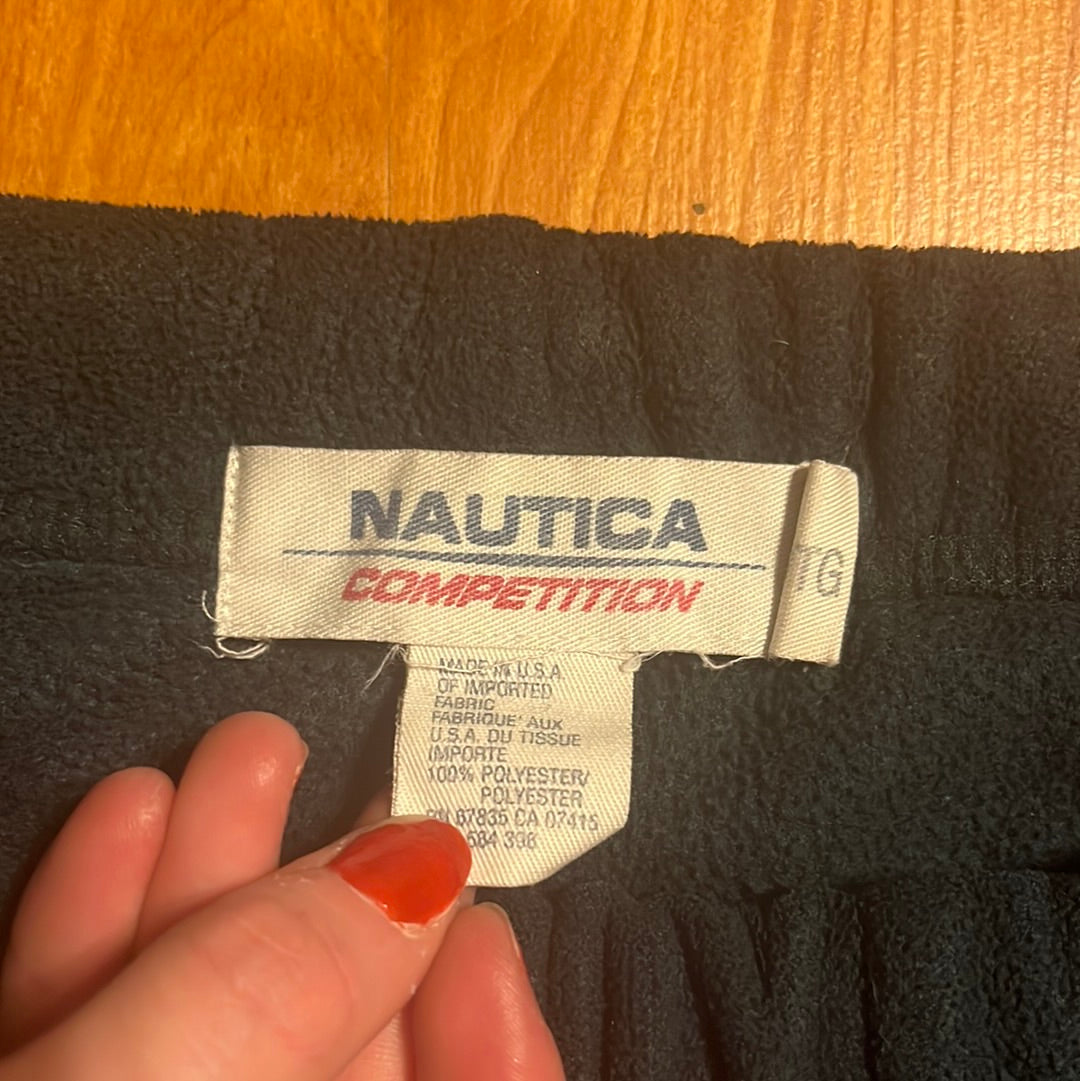 NAUTICA
COMPETITION
TG
MADE IN U.S.A
OF IMPORTED
FABRIC
FABRIQUE' AUX
U.S.A. DU TISSUE
IMPORTE
100% POLYESTER/
POLYESTER
67835 CA 07415
584 398